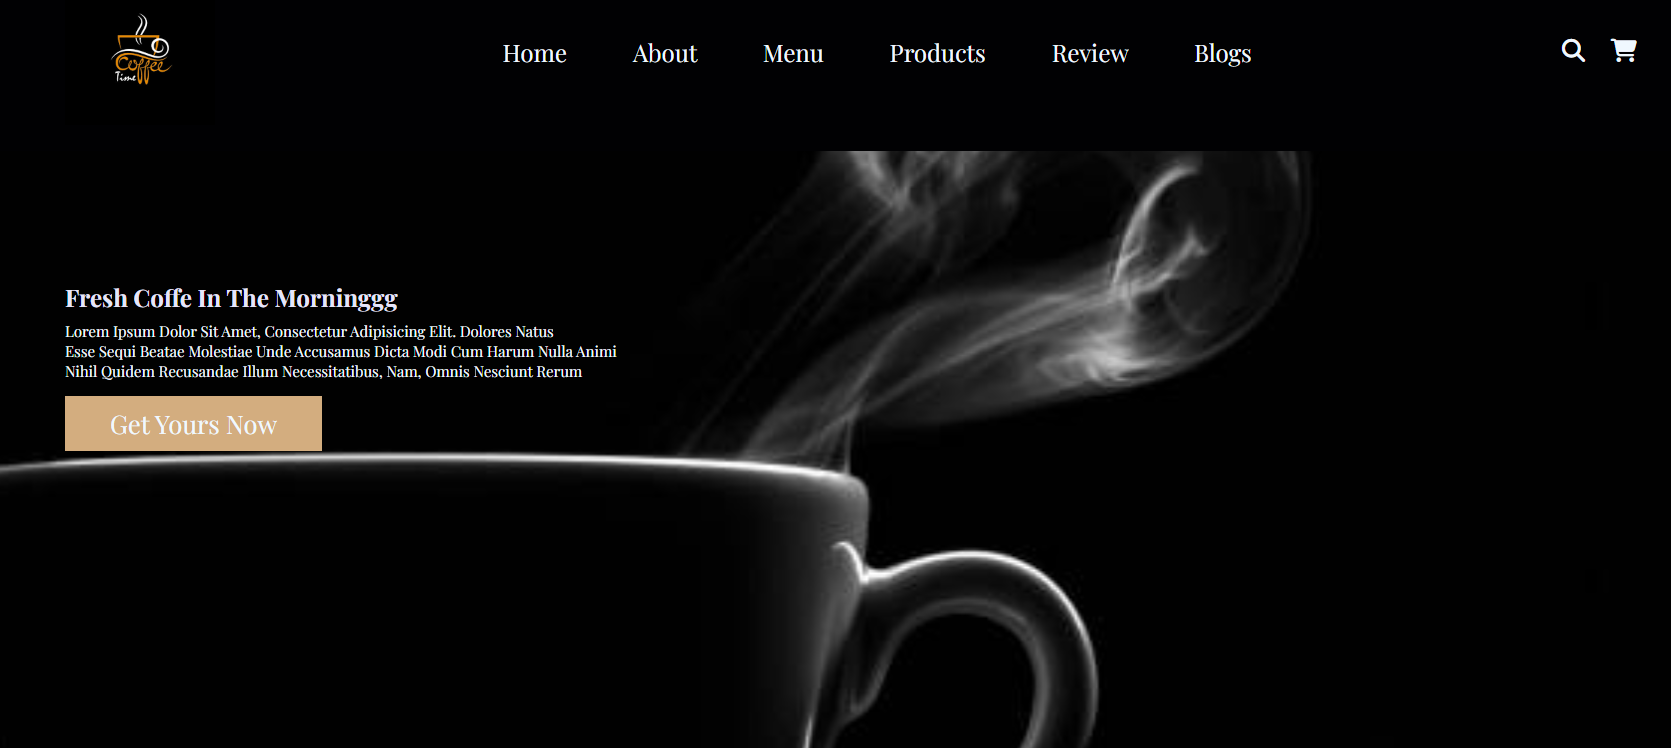 Coffee
Time
Home About Menu Products Review Blogs
Fresh Coffe In The Morninggg
Lorem Ipsum Dolor Sit Amet, Consectetur Adipisicing Elit. Dolores Natus
Esse Sequi Beatae Molestiae Unde Accusamus Dicta Modi Cum Harum Nulla Animi
Nihil Quidem Recusandae Illum Necessitatibus, Nam, Omnis Nesciunt Rerum
Get Yours Now